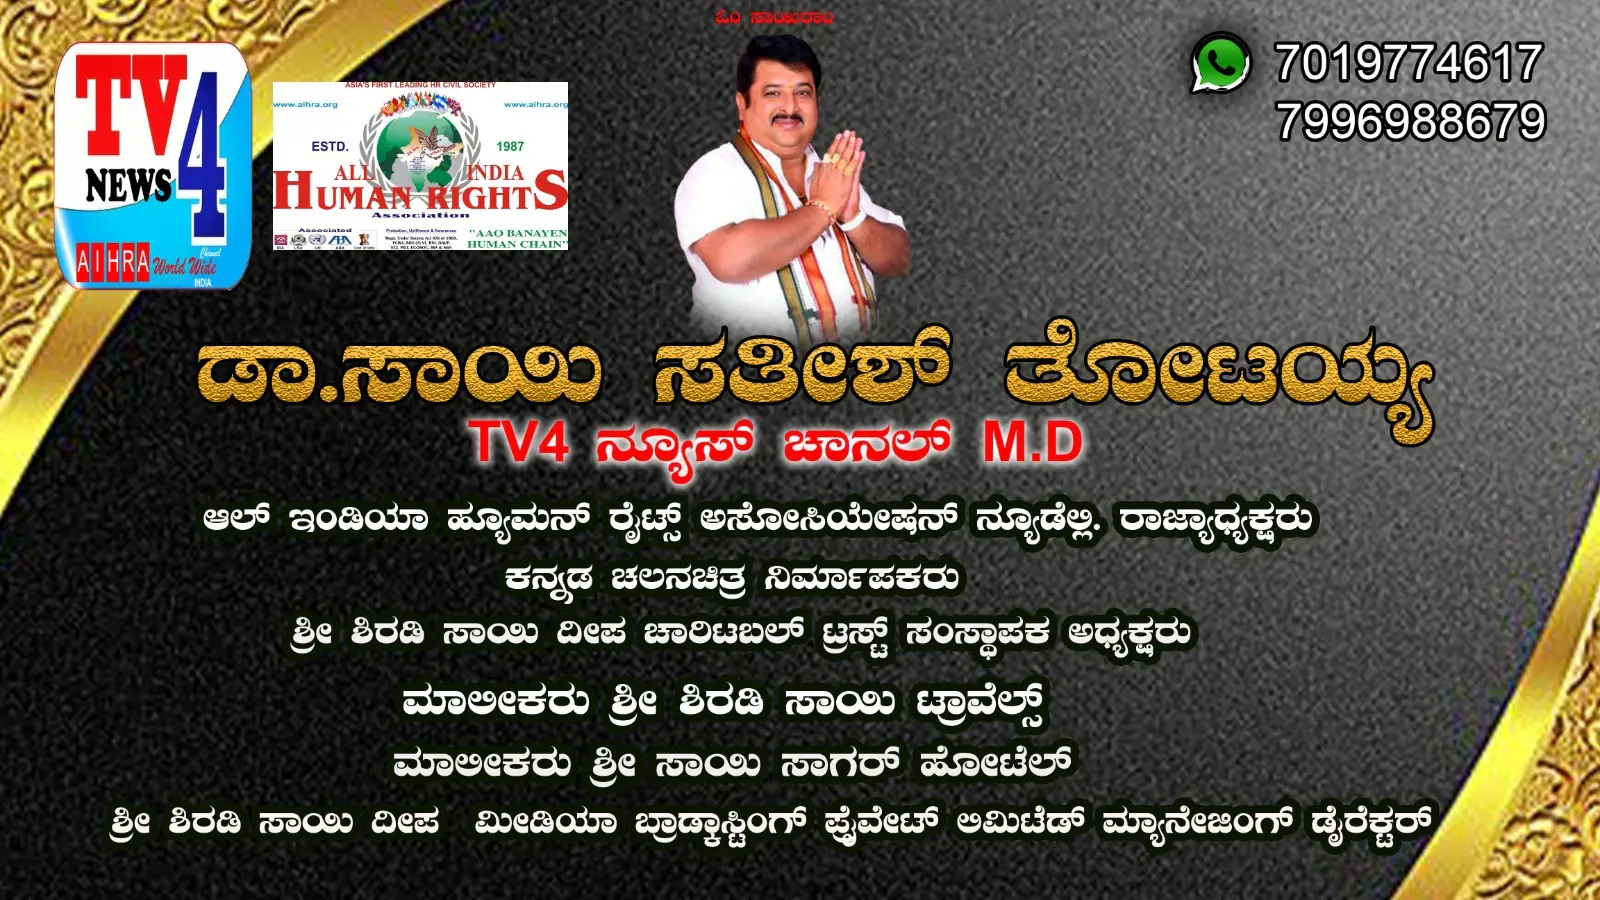 ಓಂ ಸಾಯಿರಾಂ
TV4
NEWS
AIHRA World Wide
Channel
INDIA
ASIA'S FIRST LEADING HR CIVIL SOCIETY
www.aihra.org www.aihra.org
ESTD. 1987
ALL INDIA
HUMAN RIGHTS
Association
Associated
"AAO BANAYEN
HUMAN CHAIN"
7019774617
7996988679
ಡಾ.ಸಾಯಿ ಸತೀಶ್ ತೋಟಯ್ಯ
TV4 ನ್ಯೂಸ್ ಚಾನಲ್ M.D
ಆಲ್ ಇಂಡಿಯಾ ಹ್ಯೂಮನ್ ರೈಟ್ಸ್ ಅಸೋಸಿಯೇಷನ್ ನ್ಯೂಡೆಲ್ಲಿ. ರಾಜ್ಯಾಧ್ಯಕ್ಷರು
ಕನ್ನಡ ಚಲನಚಿತ್ರ ನಿರ್ಮಾಪಕರು
ಶ್ರೀ ಶಿರಡಿ ಸಾಯಿ ದೀಪ ಚಾರಿಟಬಲ್ ಟ್ರಸ್ಟ್ ಸಂಸ್ಥಾಪಕ ಅಧ್ಯಕ್ಷರು
ಮಾಲೀಕರು ಶ್ರೀ ಶಿರಡಿ ಸಾಯಿ ಟ್ರಾವೆಲ್ಸ್
ಮಾಲೀಕರು ಶ್ರೀ ಸಾಯಿ ಸಾಗರ್ ಹೋಟೆಲ್
ಶ್ರೀ ಶಿರಡಿ ಸಾಯಿ ದೀಪ ಮೀಡಿಯಾ ಬ್ರಾಡ್ಕಾಸ್ಟಿಂಗ್ ಪ್ರೈವೇಟ್ ಲಿಮಿಟೆಡ್ ಮ್ಯಾನೇಜಿಂಗ್ ಡೈರೆಕ್ಟರ್